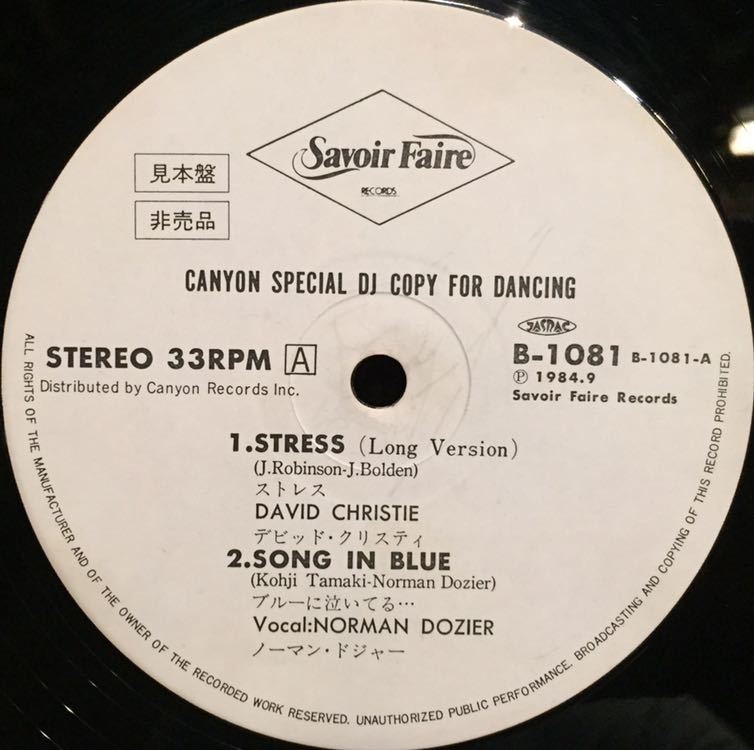 Savoir Faire
RECORDS
見本盤
非売品
CANYON SPECIAL DJ COPY FOR DANCING
STEREO 33RPM A
Distributed by Canyon Records Inc.
JASRAC
B-1081 B-1081-A
Ⓟ 1984.9
Savoir Faire Records
1.STRESS (Long Version)
(J.Robinson-J.Bolden)
ストレス
DAVID CHRISTIE
デビッド・クリスティ
2.SONG IN BLUE
(Kohji Tamaki-Norman Dozier)
ブルーに泣いてる…
Vocal:NORMAN DOZIER
ノーマン・ドジャー
ALL RIGHTS OF THE MANUFACTURER AND OF THE OWNER OF THE RECORDED WORK RESERVED. UNAUTHORIZED PUBLIC PERFORMANCE, BROADCASTING AND COPYING OF THIS RECORD PROHIBITED.